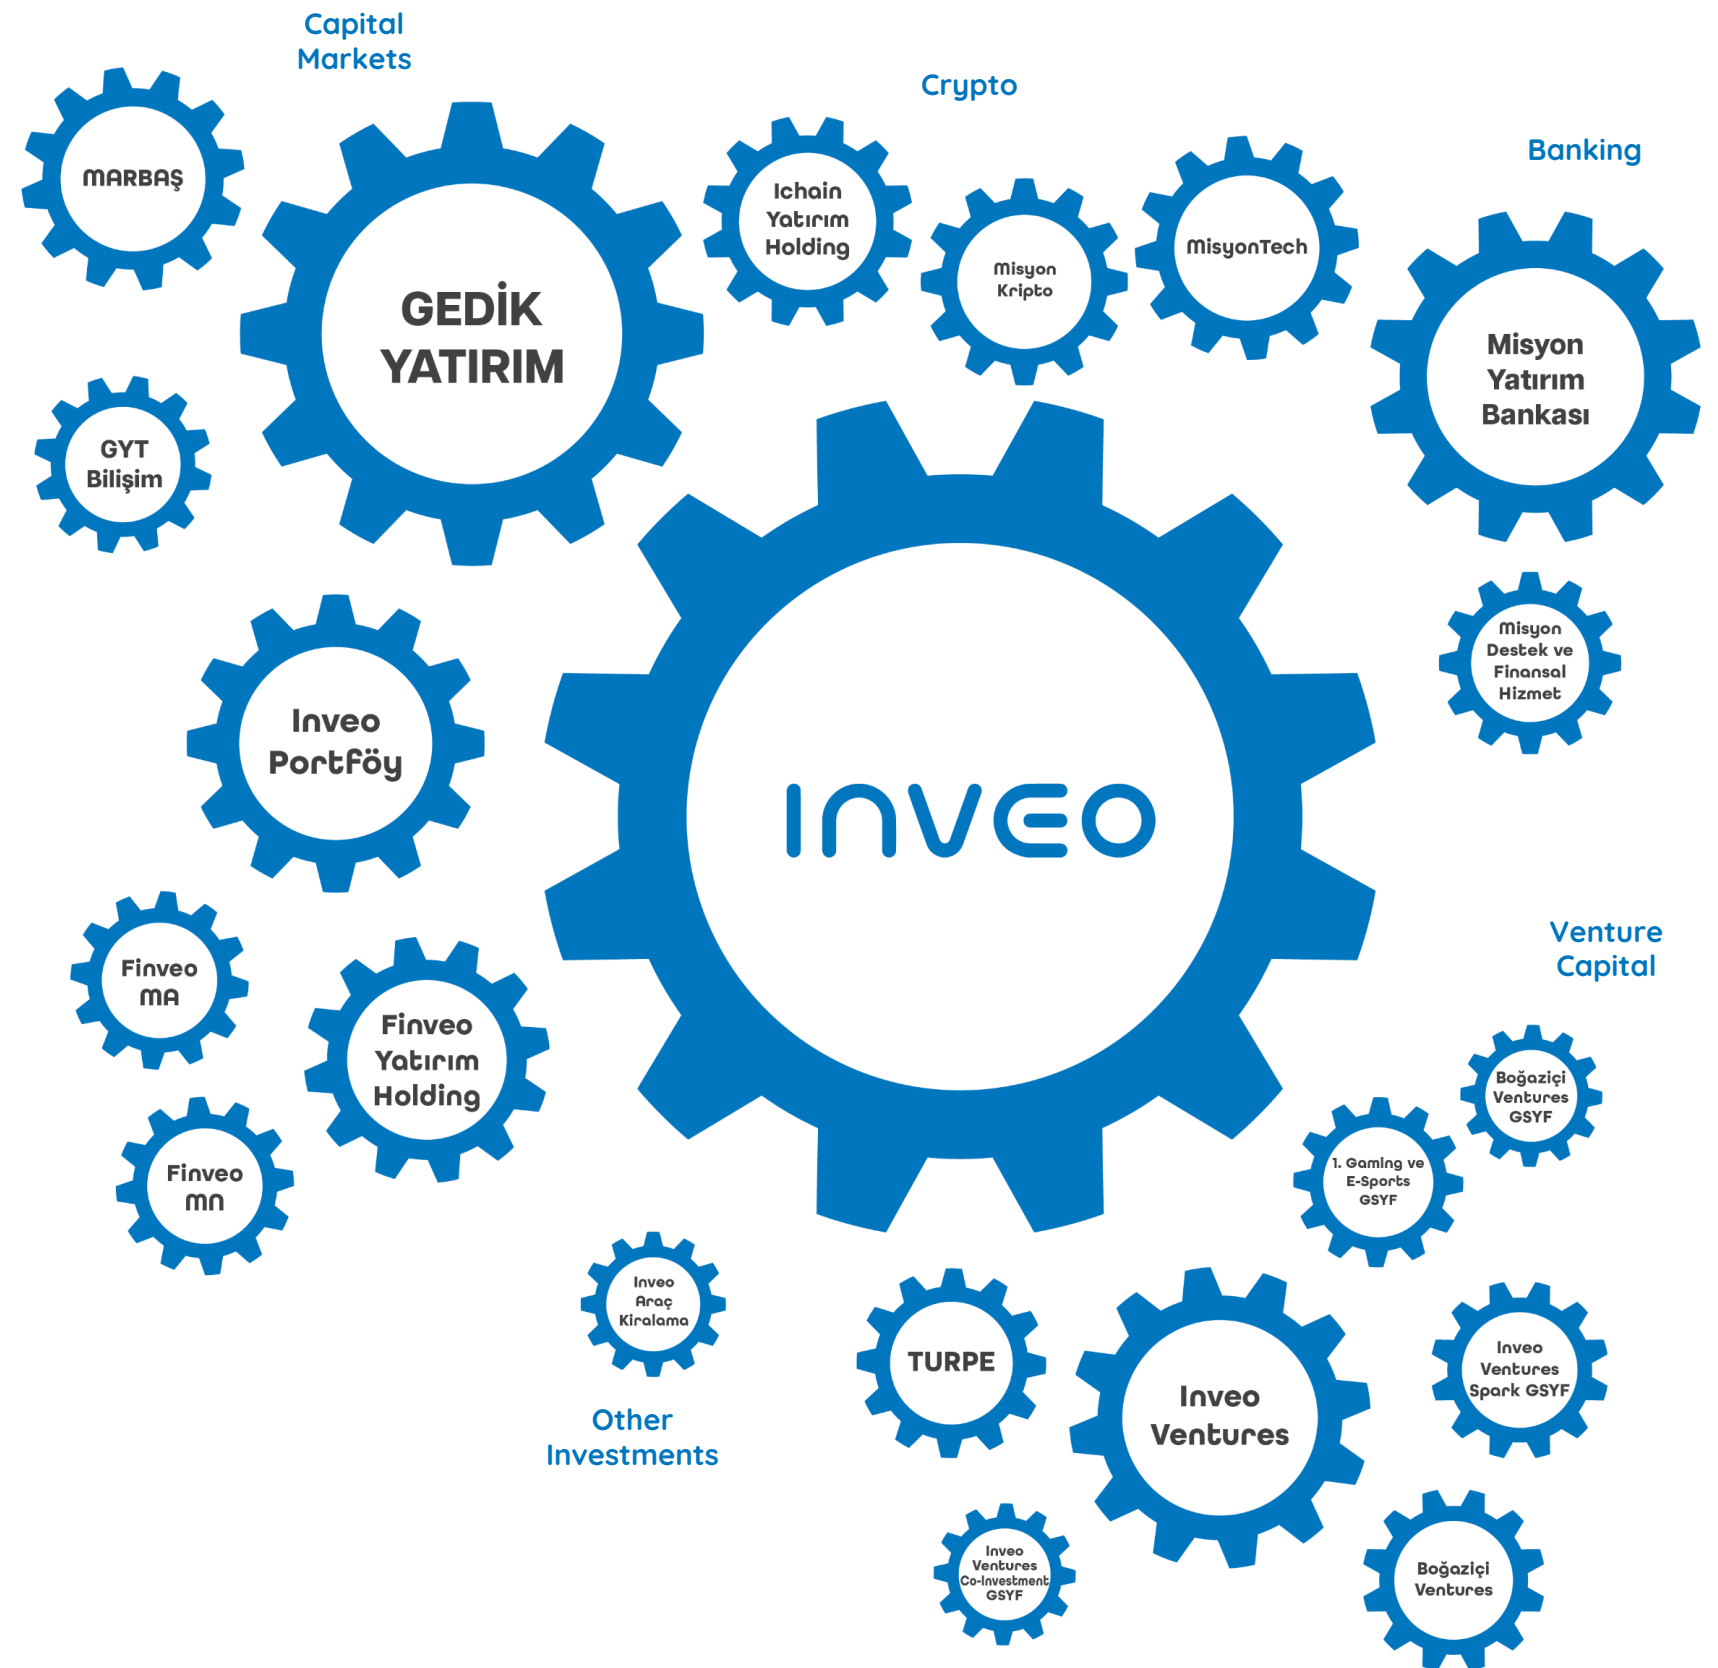 Capital
Markets
Crypto
Banking
MARBAŞ
GEDİK
YATIRIM
Ichain
Yatırım
Holding
Misyon
Kripto
MisyonTech
Misyon
Yatırım
Bankası
GYT
Bilişim
Misyon
Destek ve
Finansal
Hizmet
Inveo
Portföy
INVEO
Finveo
MA
Finveo
Yatırım
Holding
Finveo
MN
Venture
Capital
Boğaziçi
Ventures
GSYF
1. Gaming ve
E-Sports
GSYF
Inveo
Araç
Kiralama
Other
Investments
TURPE
Inveo
Ventures
Inveo
Ventures
Spark GSYF
Inveo
Ventures
Co-Investment
GSYF
Boğaziçi
Ventures